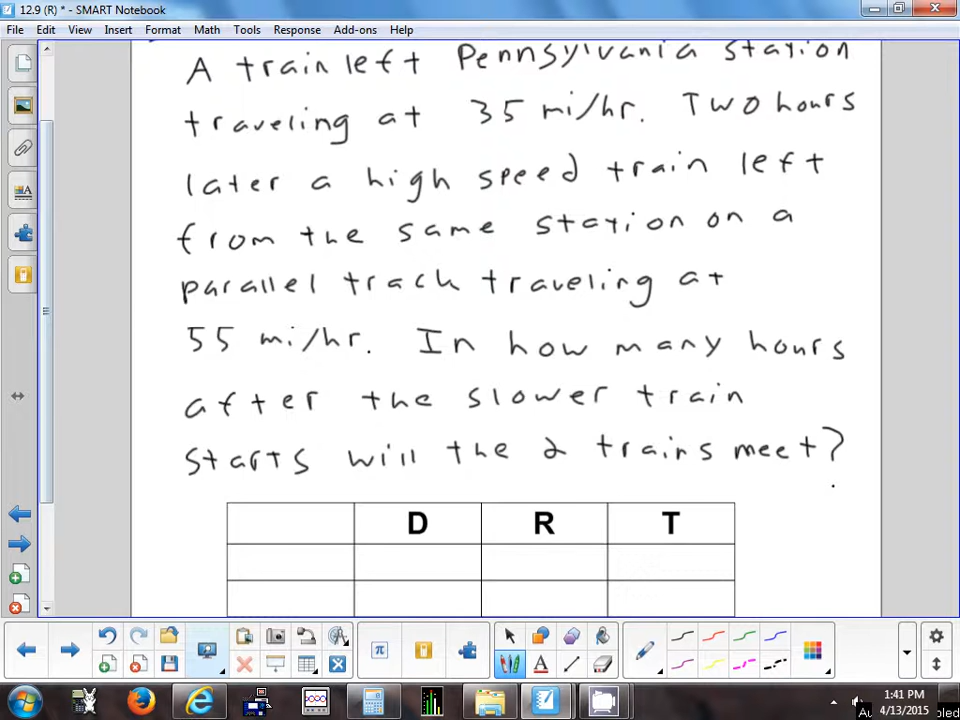 12.9 (R) * - SMART Notebook
File Edit View Insert Format Math Tools Response Add-ons Help
A train left Pennsylvania station
traveling at 35 mi/hr. Two hours
later a high speed train left
from the same station on a
parallel track traveling at
55 mi/hr. In how many hours
after the slower train
starts will the 2 trains meet?
D R T
1:41 PM
4/13/2015